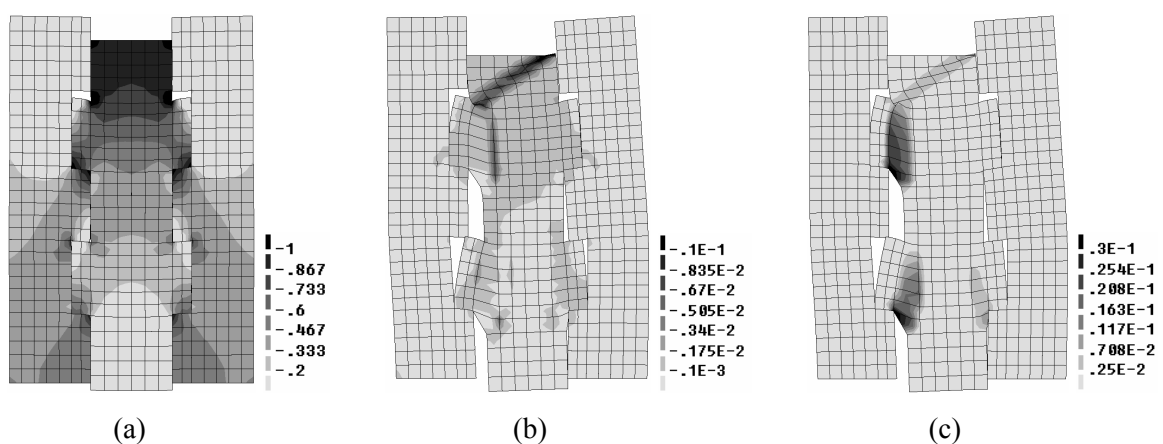 -1
-.867
-.733
-.6
-.467
-.333
-.2
-.1E-1
-.835E-2
-.67E-2
-.505E-2
-.34E-2
-.175E-2
-.1E-3
.3E-1
.254E-1
.208E-1
.163E-1
.117E-1
.708E-2
.25E-2
(a)
(b)
(c)